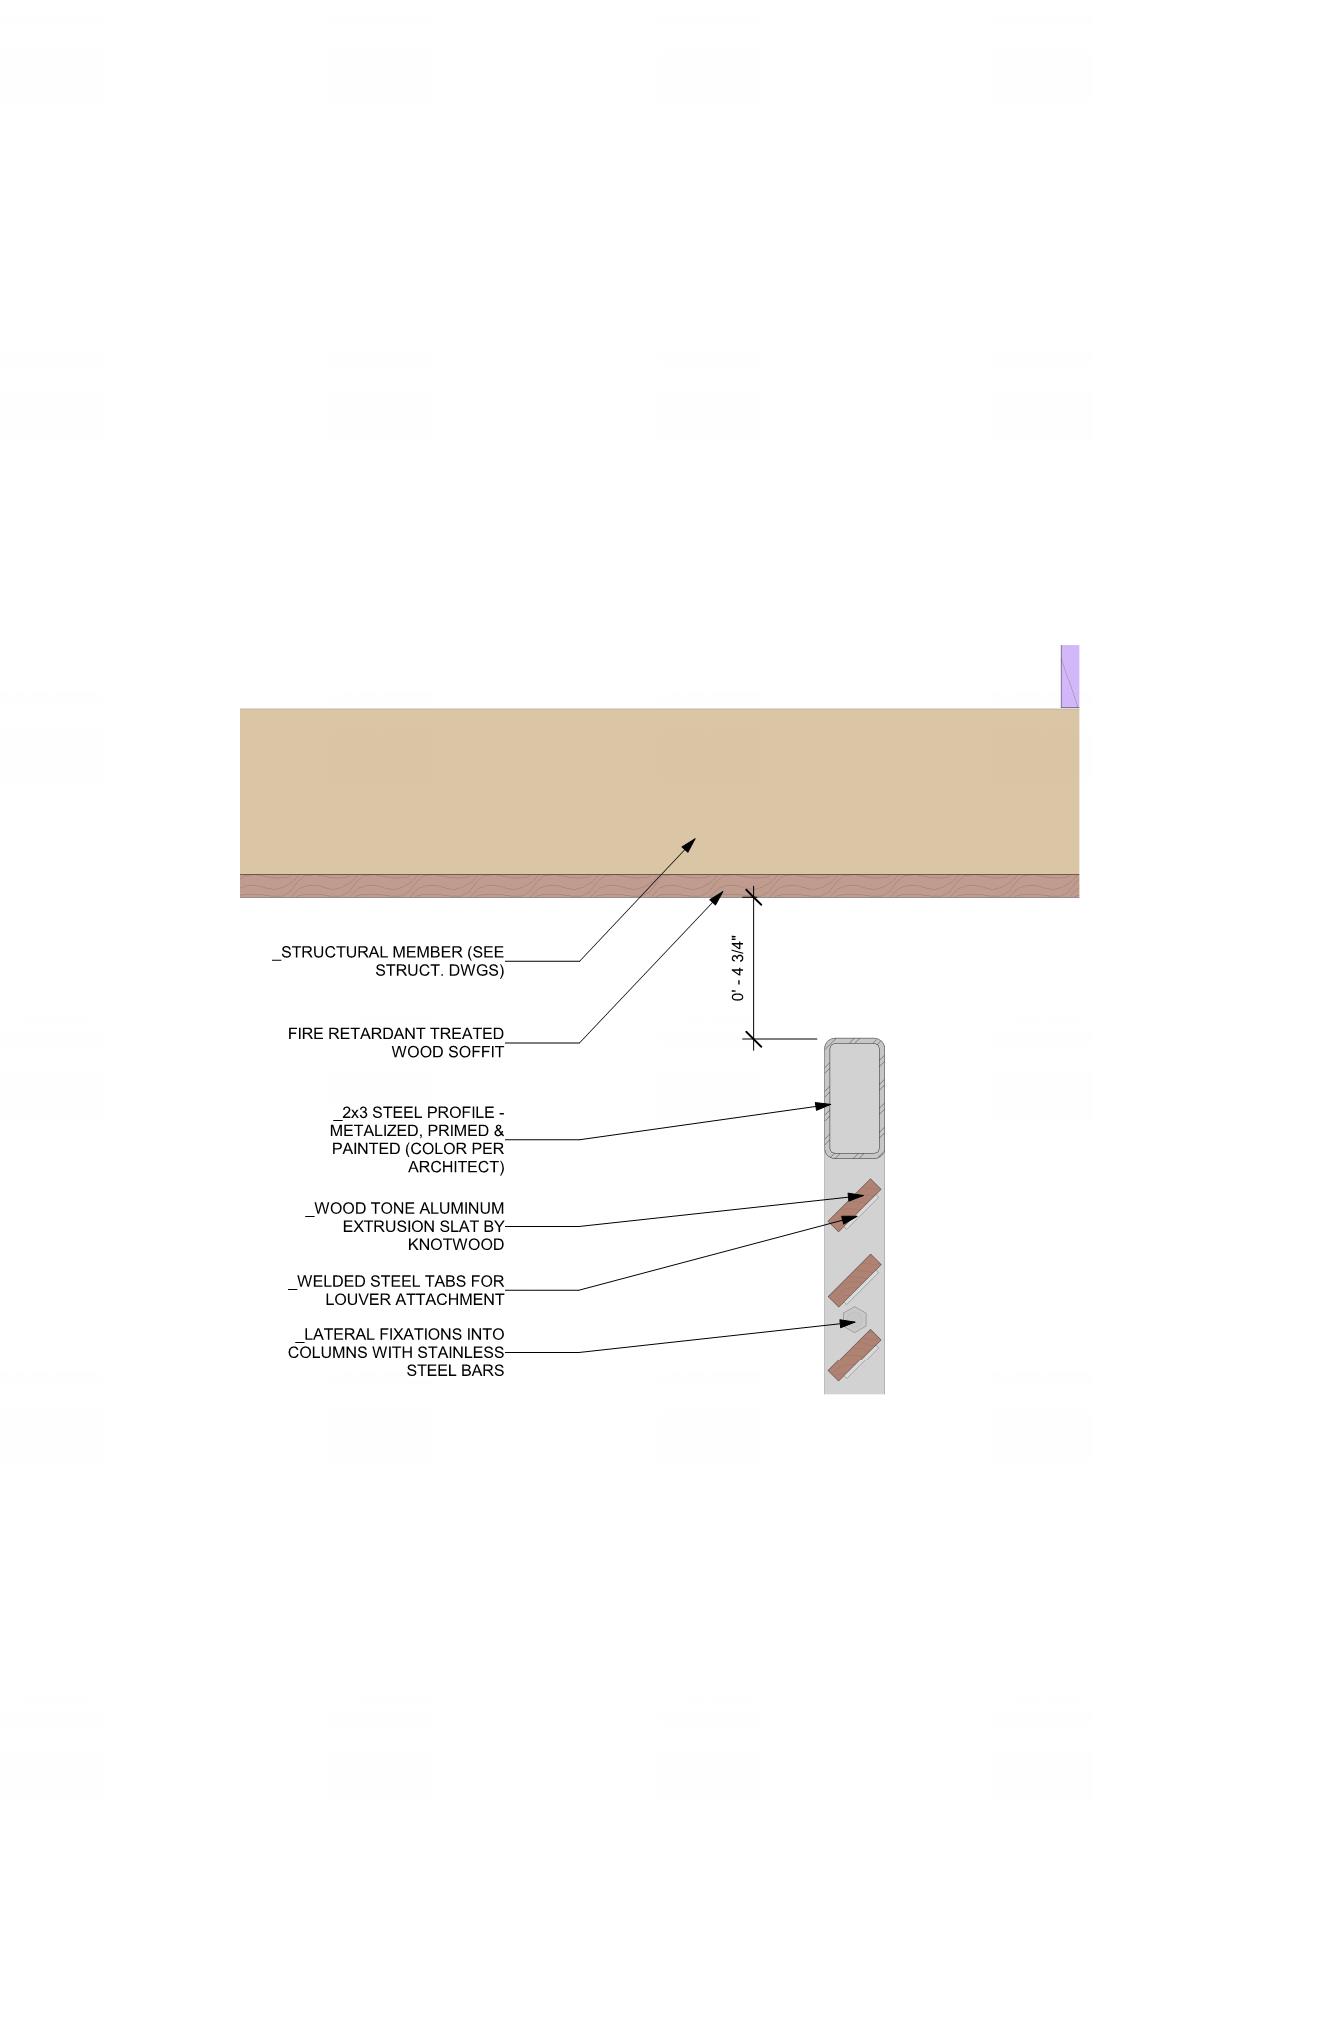 _STRUCTURAL MEMBER (SEE
STRUCT. DWGS)
0' - 4 3/4"
FIRE RETARDANT TREATED
WOOD SOFFIT
_2x3 STEEL PROFILE -
METALIZED, PRIMED &
PAINTED (COLOR PER
ARCHITECT)
_WOOD TONE ALUMINUM
EXTRUSION SLAT BY
KNOTWOOD
_WELDED STEEL TABS FOR
LOUVER ATTACHMENT
_LATERAL FIXATIONS INTO
COLUMNS WITH STAINLESS
STEEL BARS